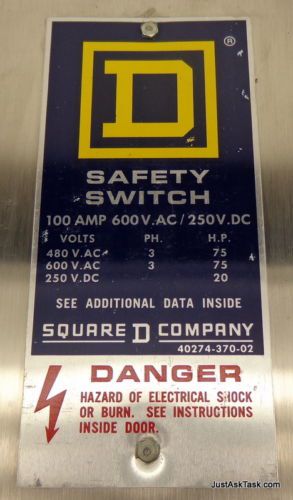 D
®
SAFETY
SWITCH
100 AMP 600 V. AC / 250 V. DC
VOLTS PH. H.P.
480 V. AC 3 75
600 V. AC 3 75
250 V. DC 20
SEE ADDITIONAL DATA INSIDE
SQUARE D COMPANY
40274-370-02
DANGER
HAZARD OF ELECTRICAL SHOCK
OR BURN. SEE INSTRUCTIONS
INSIDE DOOR.
JustAskTask.com